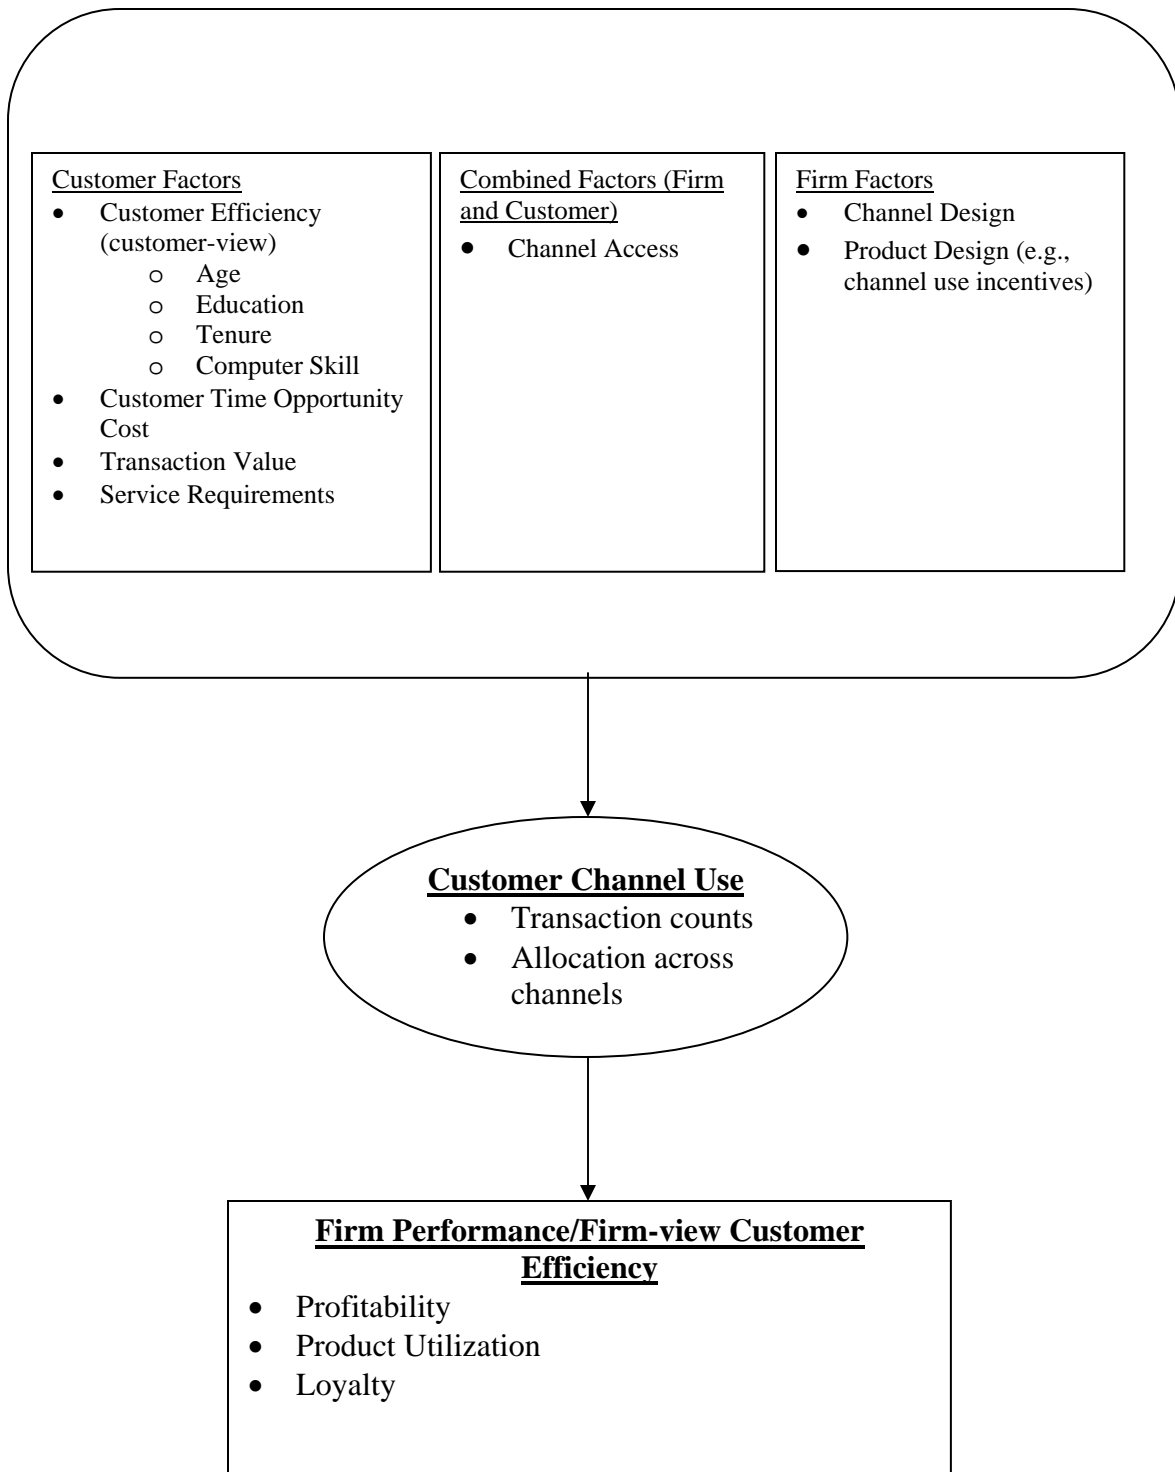 Customer Factors
• Customer Efficiency
(customer-view)
o Age
o Education
o Tenure
o Computer Skill
• Customer Time Opportunity
Cost
• Transaction Value
• Service Requirements
Combined Factors (Firm
and Customer)
• Channel Access
Firm Factors
• Channel Design
• Product Design (e.g.,
channel use incentives)
Customer Channel Use
• Transaction counts
• Allocation across
channels
Firm Performance/Firm-view Customer
Efficiency
• Profitability
• Product Utilization
• Loyalty